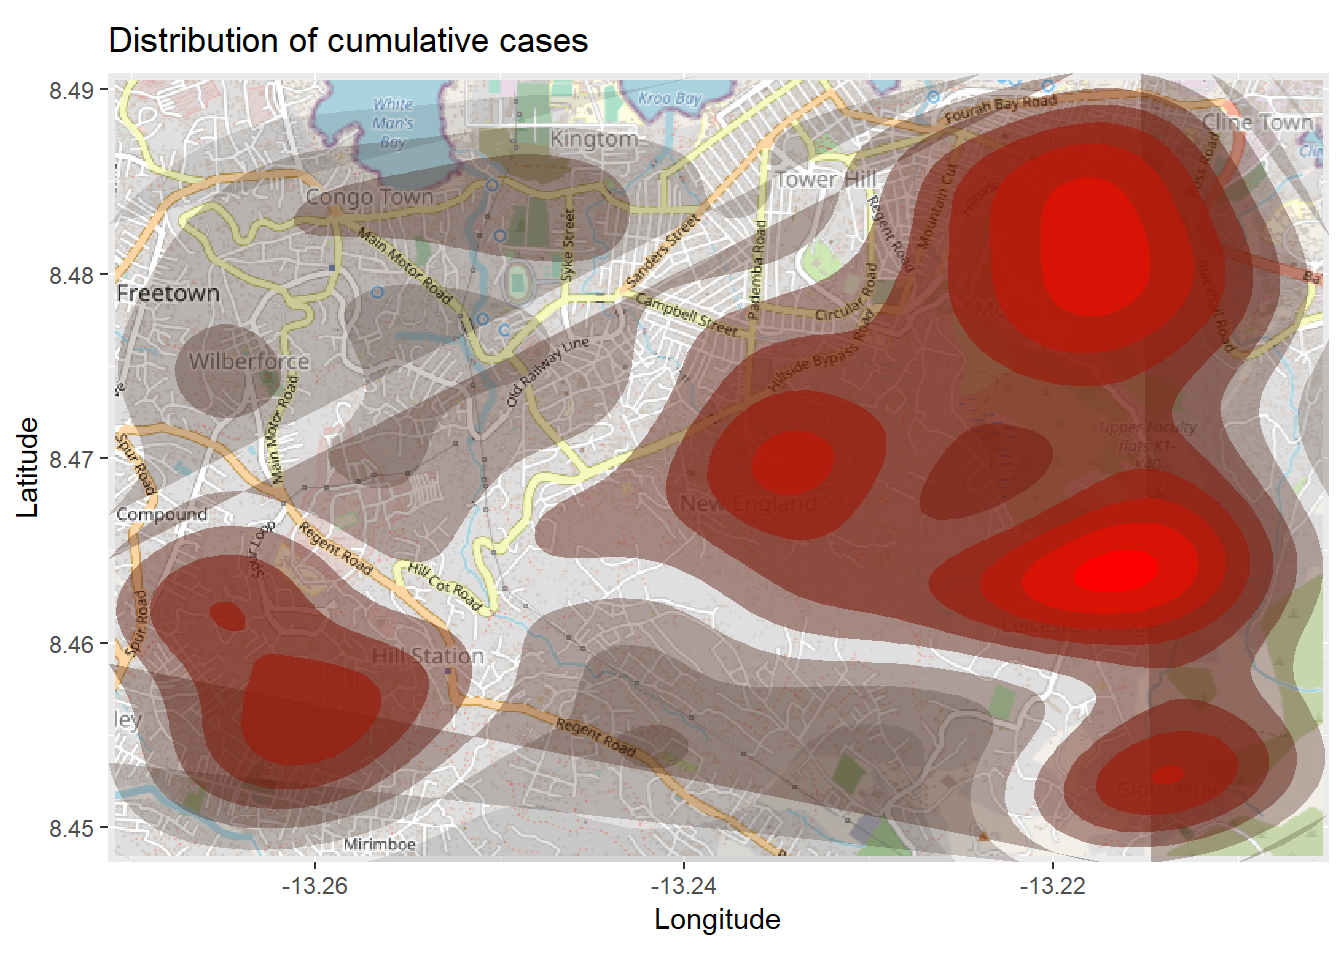 Distribution of cumulative cases
8.49
8.48
8.47
8.46
8.45
Latitude
-13.26
-13.24
-13.22
Longitude
White
Man's
Bay
Kroo Bay
Kingtom
Fourah Bay Road
Cline Town
Congo Town
Tower Hill
Ross Road
Hillside
Mountain Cut
Regent Road
Main Motor Road
Syke Street
Sanders Street
Pademba Road
Freetown
Campbell Street
Circular Road
Wilberforce
Old Railway Line
Hillside Bypass Road
Main Motor Road
Upper Faculty
flats K1-
K40
Spur Road
New England
Compound
Spur Loop
Regent Road
Hill Cot Road
Spur Road
Leicester Village
Hill Station
ley
Regent Road
Gloucester
Mirimboe